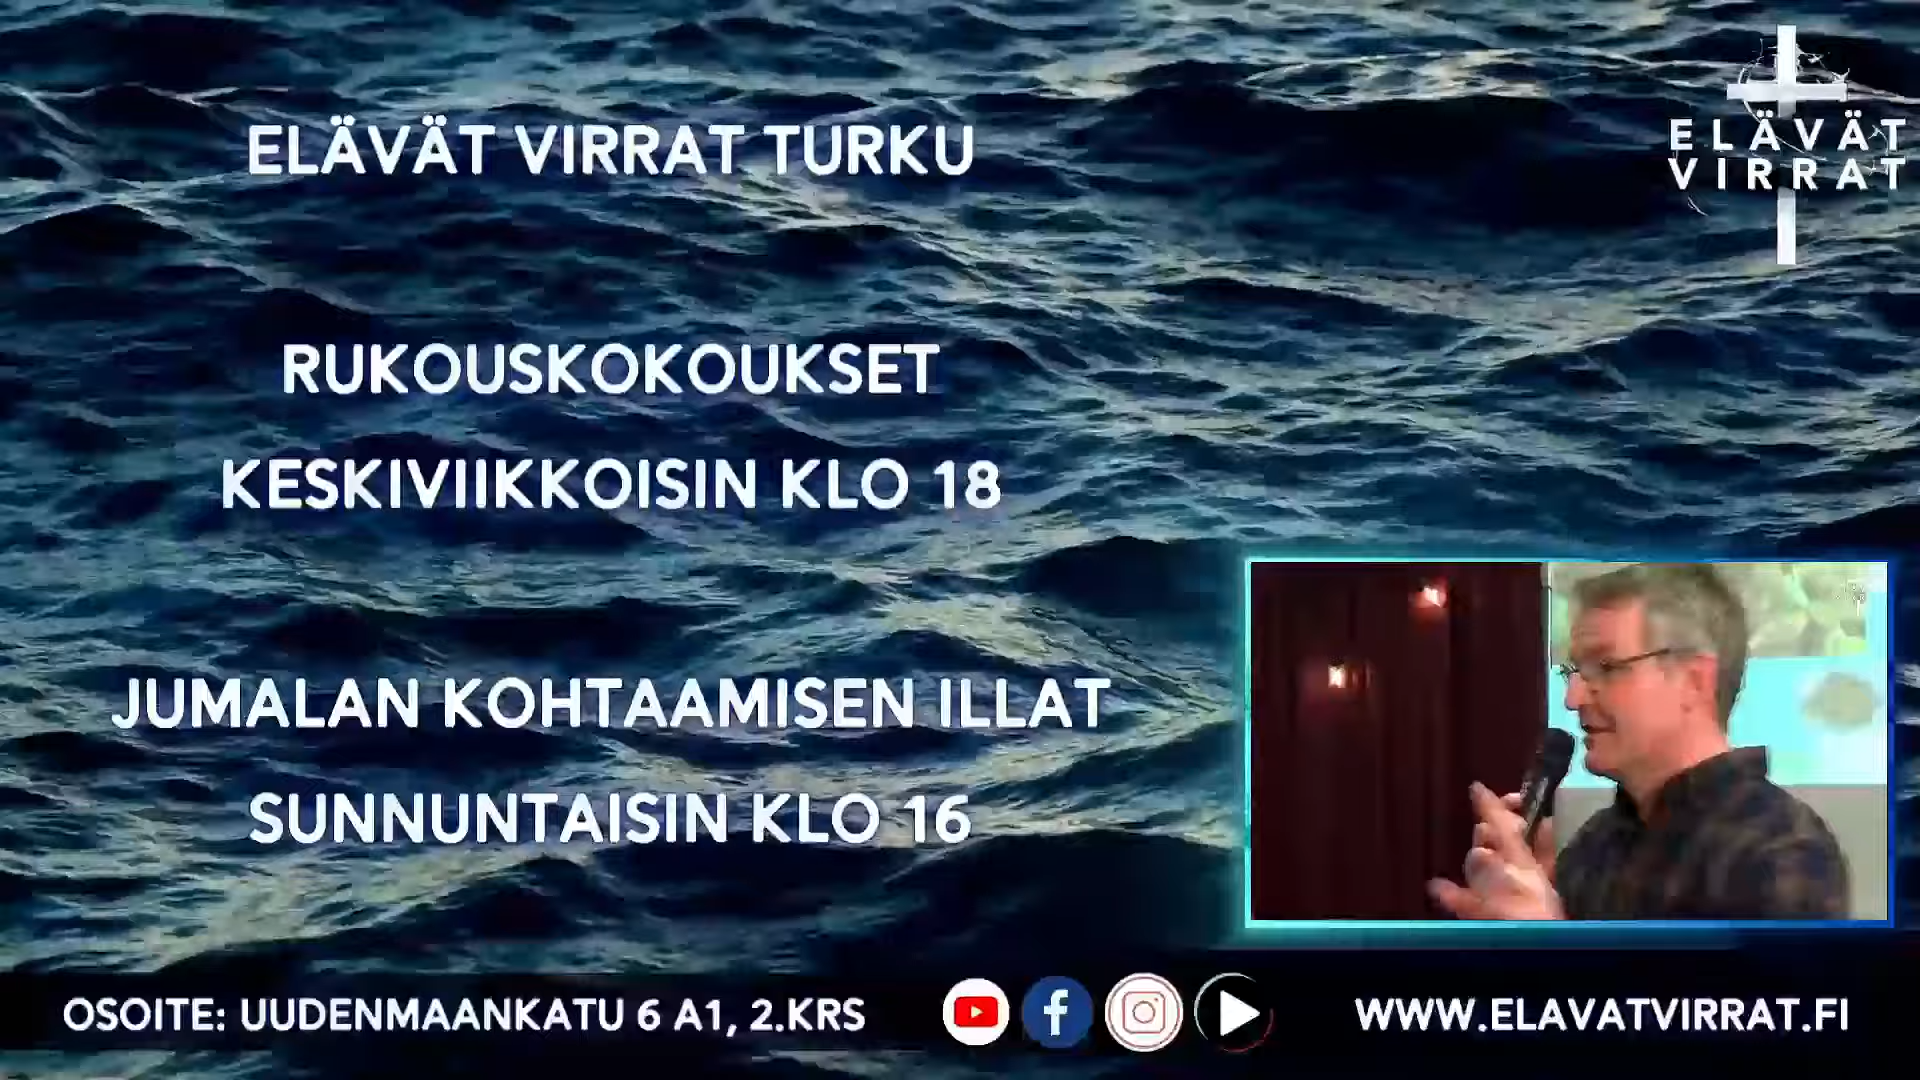 ELÄVÄT VIRRAT TURKU
ELÄVÄT
VIRRAT
RUKOUSKOKOUKSET
KESKIVIIKKOISIN KLO 18
JUMALAN KOHTAAMISEN ILLAT
SUNNUNTAISIN KLO 16
OSOITE: UUDENMAANKATU 6 A1, 2.KRS
WWW.ELAVATVIRRAT.FI